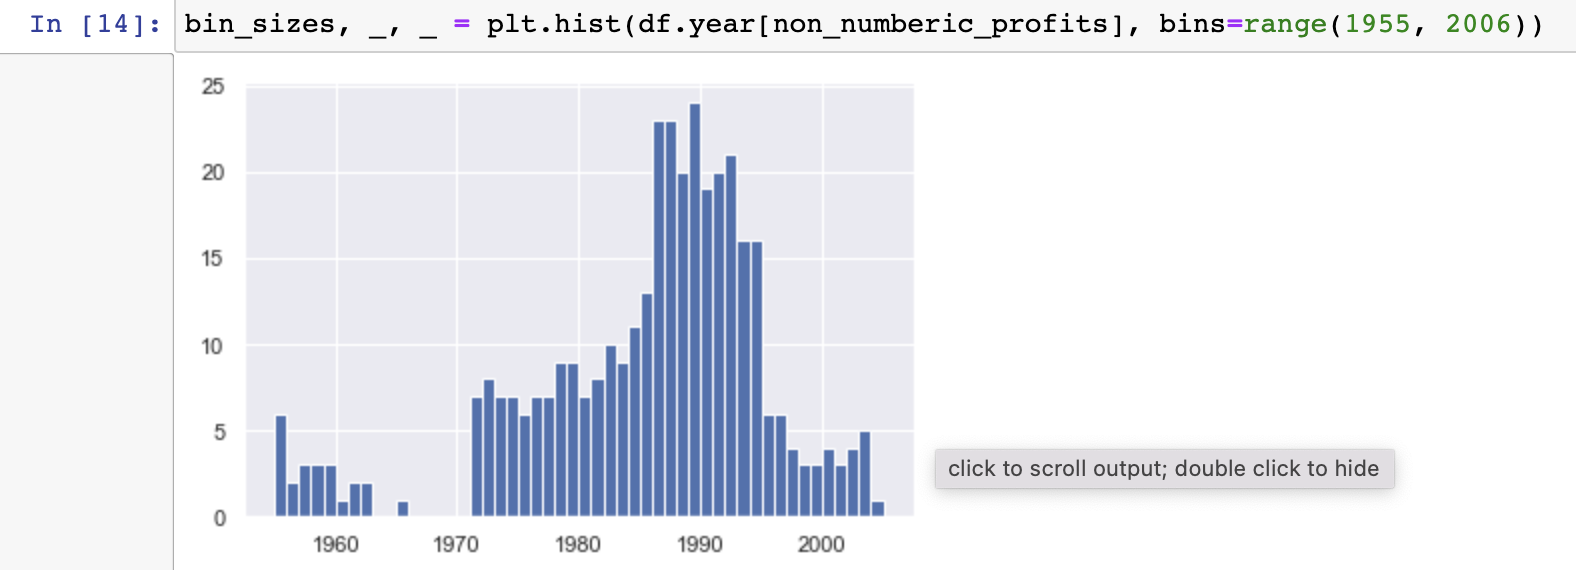 In [14]: bin_sizes, _, _ = plt.hist(df.year[non_numberic_profits], bins=range(1955, 2006))
25
20
15
10
5
0
1960 1970 1980 1990 2000
click to scroll output; double click to hide